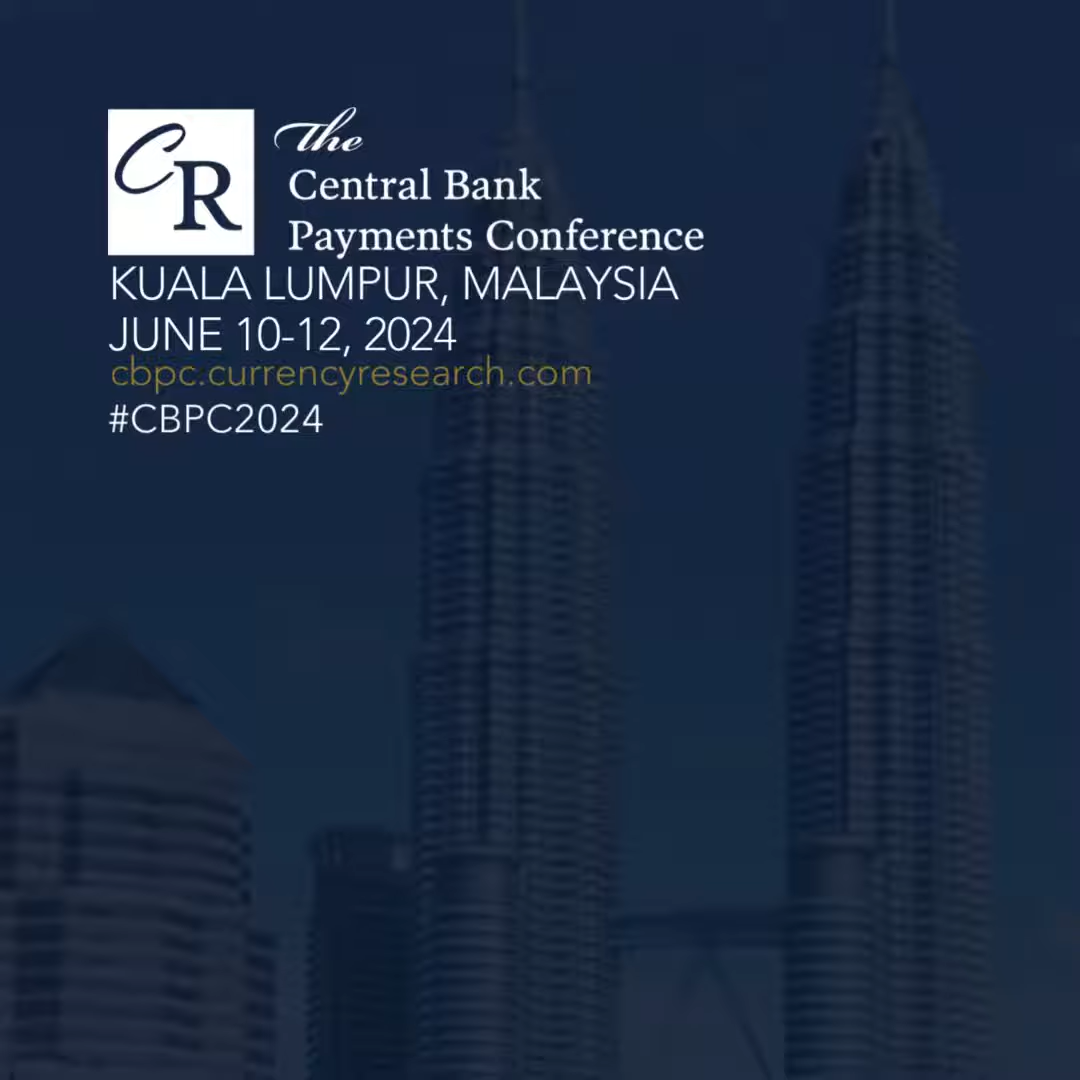 CR
The
Central Bank
Payments Conference
KUALA LUMPUR, MALAYSIA
JUNE 10-12, 2024
cbpc.currencyresearch.com
#CBPC2024